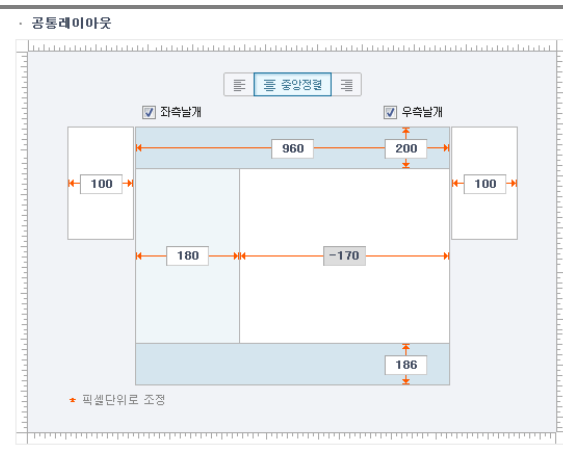 · 공통레이아웃
중앙정렬
좌측날개 우측날개
960 200
100 100
180 -170
186
* 픽셀단위로 조정